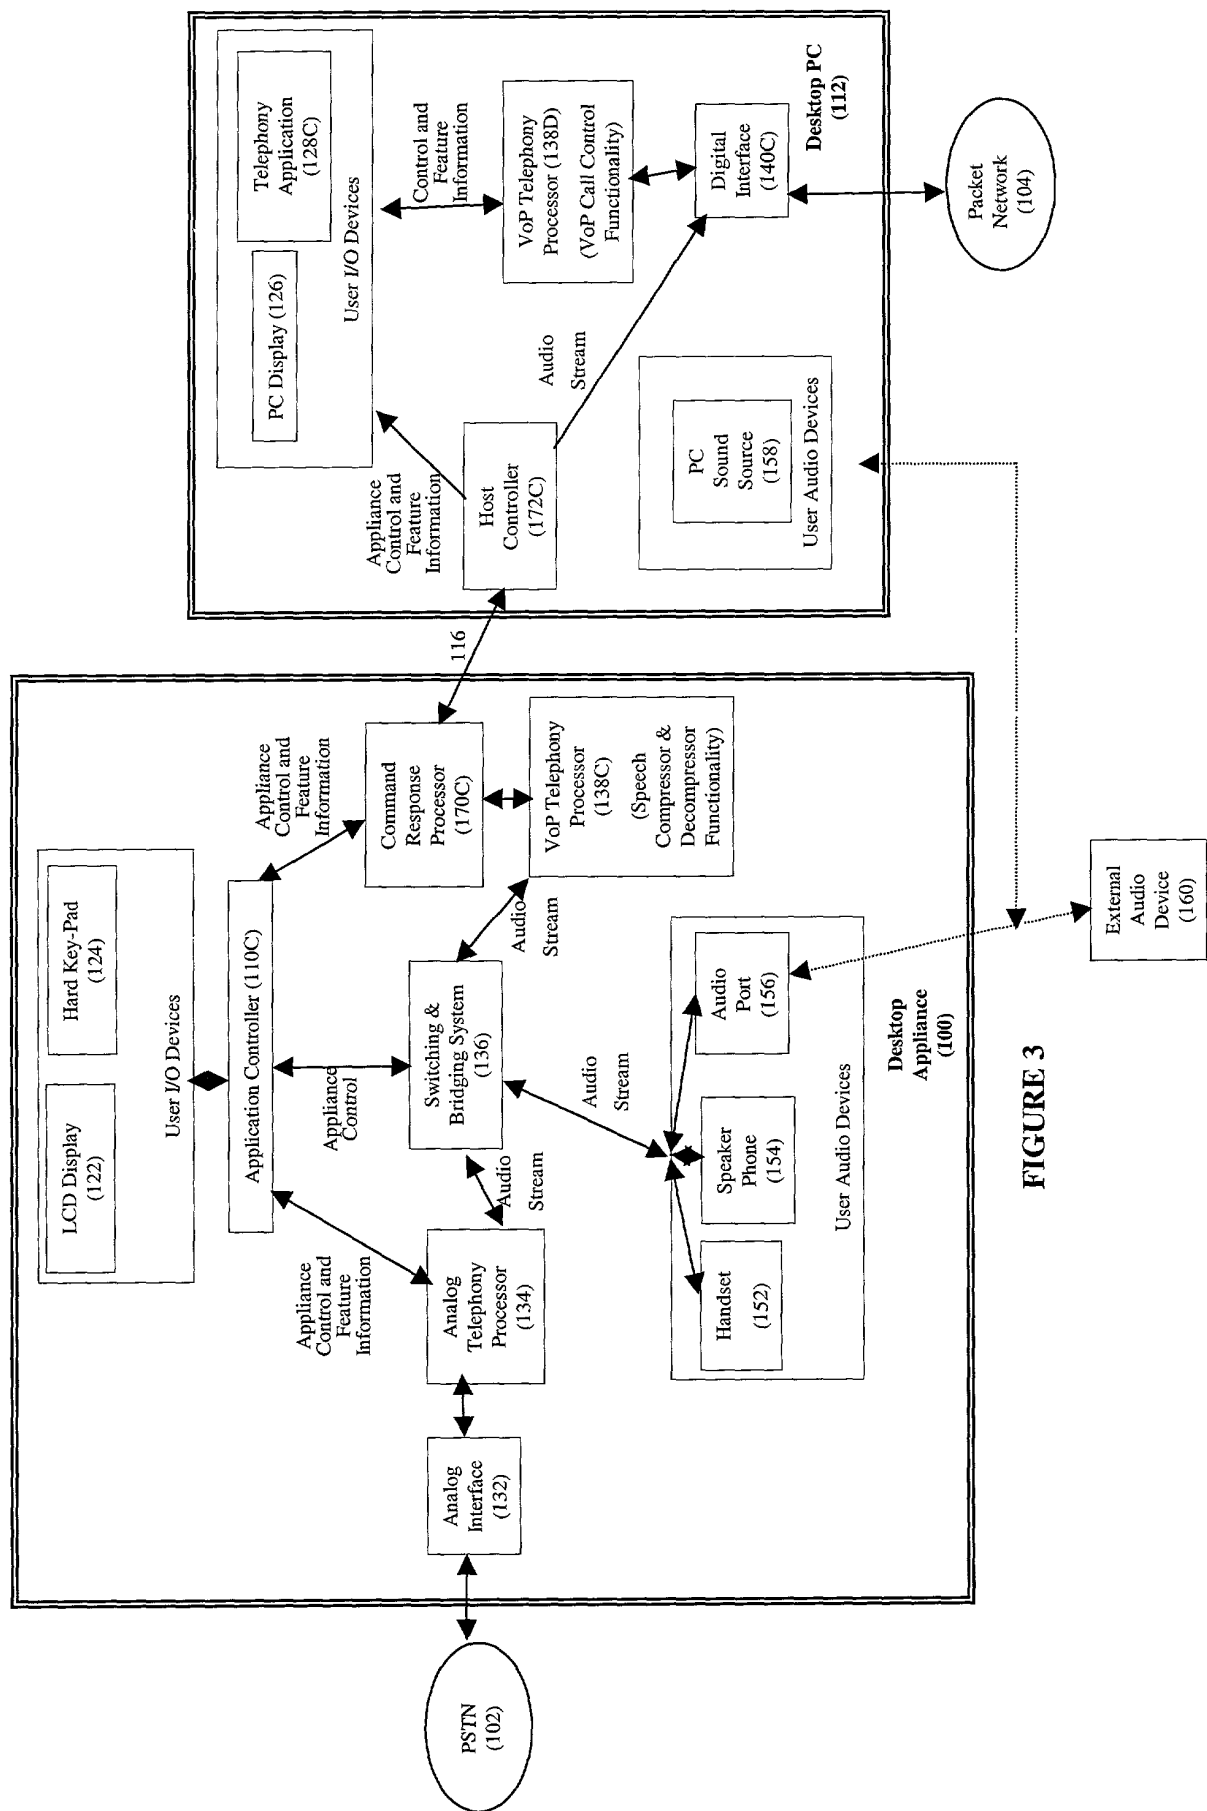 LCD Display
(122)
Hard Key-Pad
(124)
User I/O Devices
Application Controller (110C)
Appliance
Control and
Feature
Information
Appliance
Control
Appliance
Control and
Feature
Information
PSTN
(102)
Analog
Interface
(132)
Analog
Telephony
Processor
(134)
Audio
Stream
Switching &
Bridging System
(136)
Audio
Stream
Command
Response
Processor
(170C)
VoP Telephony
Processor
(138C)
(Speech
Compressor &
Decompressor
Functionality)
Audio
Stream
Handset
(152)
Speaker
Phone
(154)
Audio
Port
(156)
User Audio Devices
Desktop
Appliance
(100)
116
PC Display (126)
Telephony
Application
(128C)
User I/O Devices
Appliance
Control and
Feature
Information
Control and
Feature
Information
Host
Controller
(172C)
Audio
Stream
VoP Telephony
Processor (138D)
(VoP Call Control
Functionality)
PC
Sound
Source
(158)
User Audio Devices
Digital
Interface
(140C)
Desktop PC
(112)
External
Audio
Device
(160)
Packet
Network
(104)
FIGURE 3